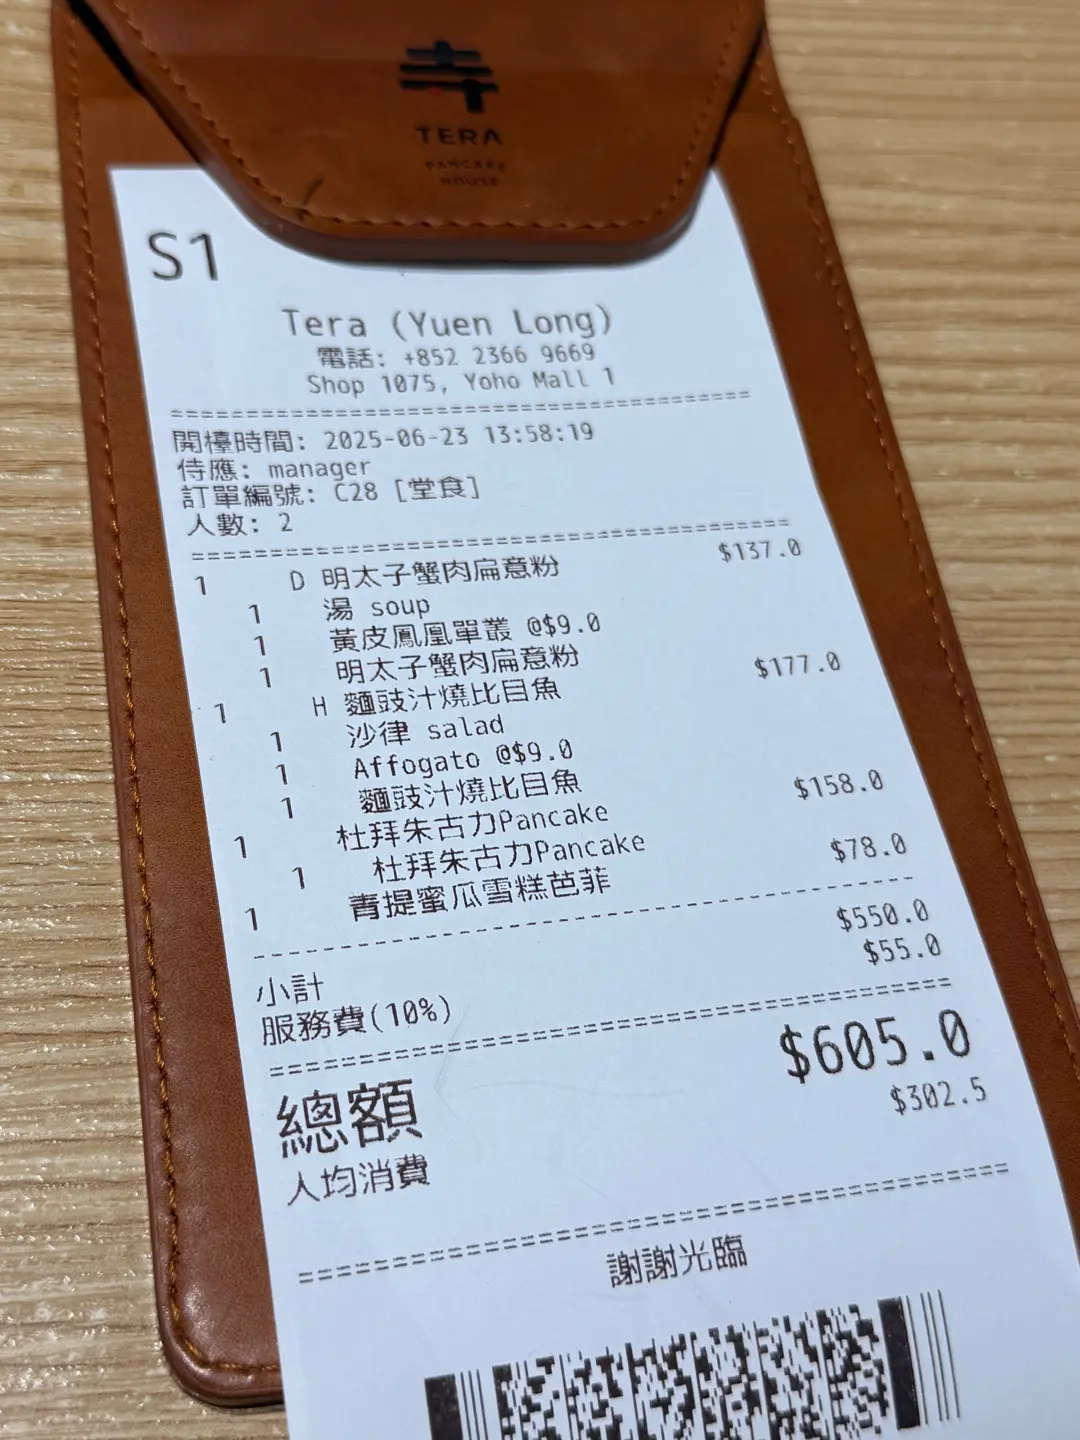 寺
TERA
PANCAKE
HOUSE
S1
Tera (Yuen Long)
電話: +852 2366 9669
Shop 1075, Yoho Mall 1
開檯時間: 2025-06-23 13:58:19
侍應: manager
訂單編號: C28 [堂食]
人數: 2
1 D 明太子蟹肉扁意粉 $137.0
1 湯 soup
1 黃皮鳳凰單叢 @$9.0
1 明太子蟹肉扁意粉
1 H 麵豉汁燒比目魚 $177.0
1 沙律 salad
1 Affogato @$9.0
1 麵豉汁燒比目魚
1 杜拜朱古力Pancake $158.0
1 杜拜朱古力Pancake
1 青提蜜瓜雪糕芭菲 $78.0
小計 $550.0
服務費(10%) $55.0
總額 $605.0
人均消費 $302.5
謝謝光臨